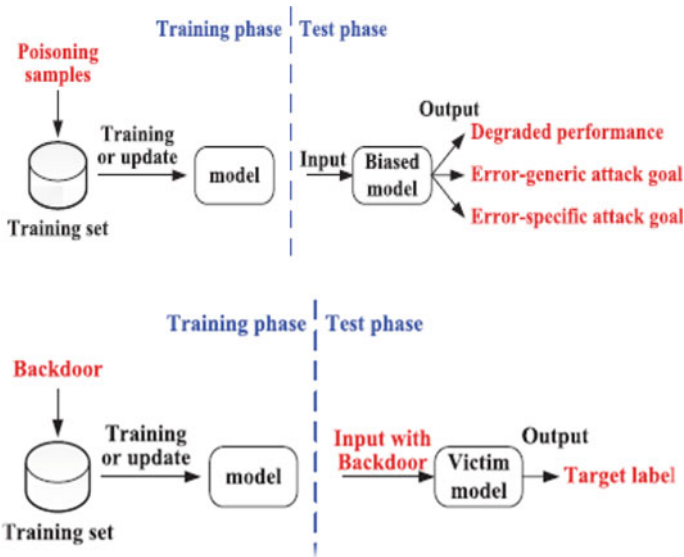 Training phase
Test phase
Poisoning
samples
Training
or update
Training set
model
Input
Biased
model
Output
Degraded performance
Error-generic attack goal
Error-specific attack goal
Training phase
Test phase
Backdoor
Training
or update
Training set
model
Input with
Backdoor
Victim
model
Output
Target label